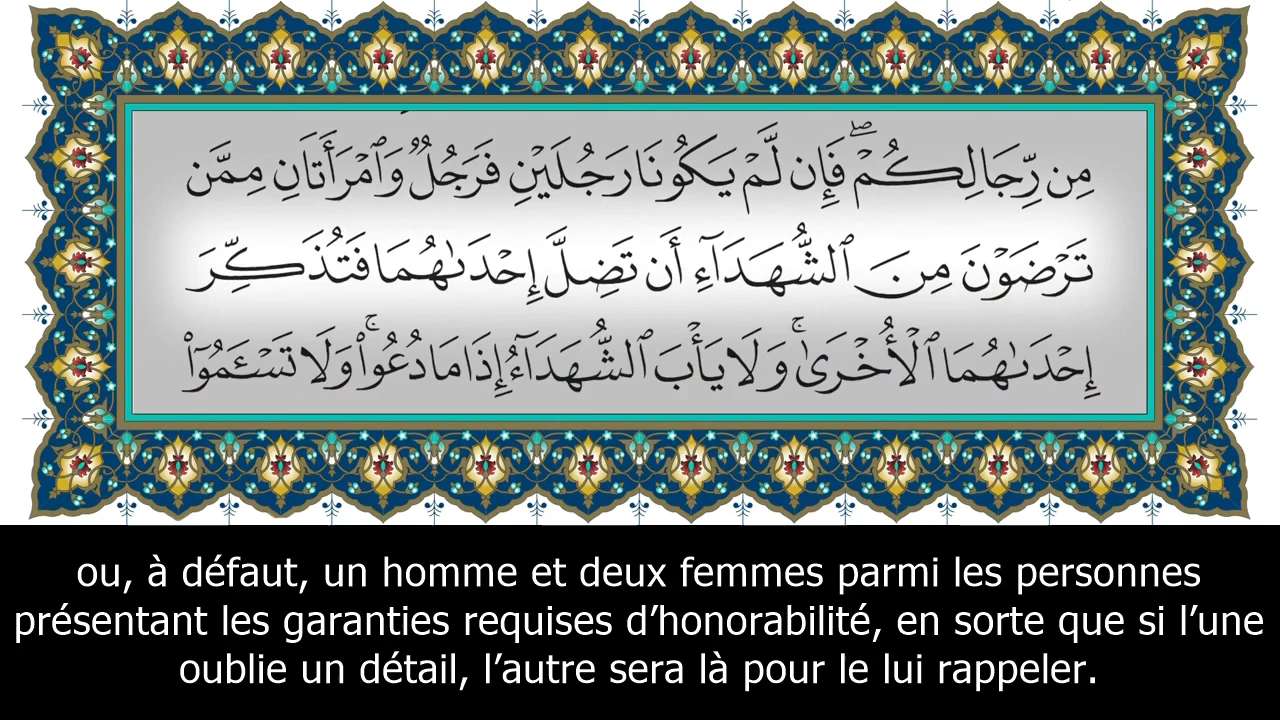 مِن رِّجَالِكُمْ ۖ فَإِن لَّمْ يَكُونَا رَجُلَيْنِ فَرَجُلٌ وَٱمْرَأَتَانِ مِمَّن
تَرْضَوْنَ مِنَ ٱلشُّهَدَآءِ أَن تَضِلَّ إِحْدَىٰهُمَا فَتُذَكِّرَ
إِحْدَىٰهُمَا ٱلْأُخْرَىٰ ۚ وَلَا يَأْبَ ٱلشُّهَدَآءُ إِذَا مَا دُعُوا۟ ۚ وَلَا تَسْـَٔمُوٓا۟
ou, à défaut, un homme et deux femmes parmi les personnes
présentant les garanties requises d’honorabilité, en sorte que si l’une
oublie un détail, l’autre sera là pour le lui rappeler.